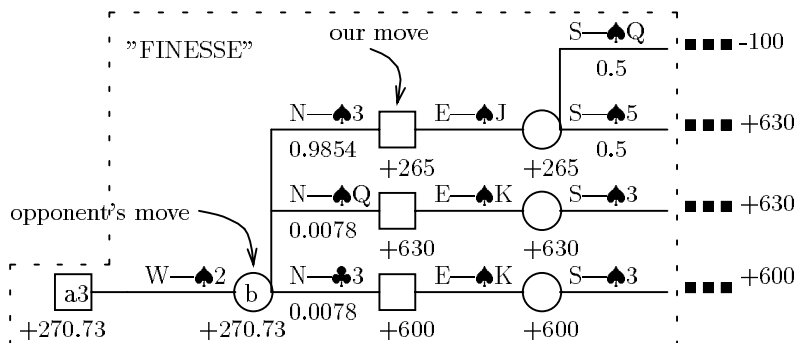 S—♠Q
our move
-100
"FINESSE"
0.5
N—♠3
E—♠J
S—♠5
+630
0.9854
0.5
+265
+265
N—♠Q
E—♠K
S—♠3
+630
opponent's move
0.0078
+630
+630
W—♠2
N—♣3
E—♠K
S—♠3
+600
a3
b
0.0078
+270.73
+270.73
+600
+600